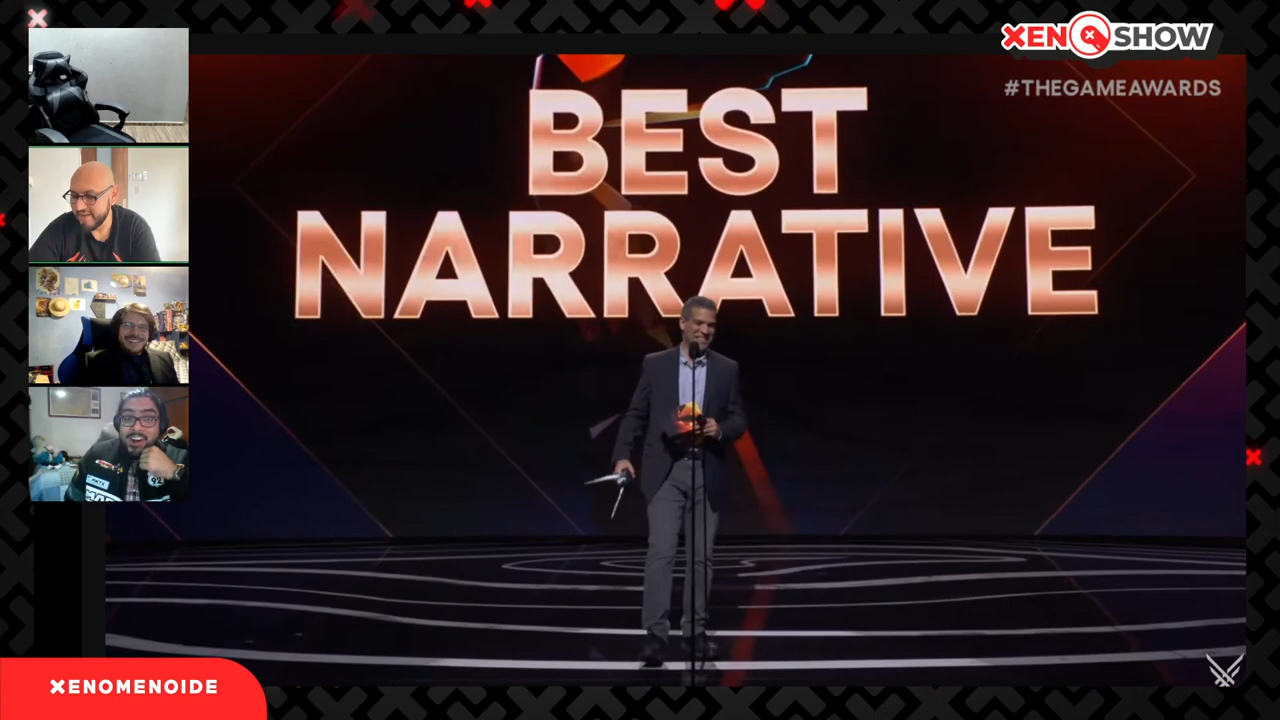 XENOSHOW
#THEGAMEAWARDS
BEST
NARRATIVE
XENOMENOIDE